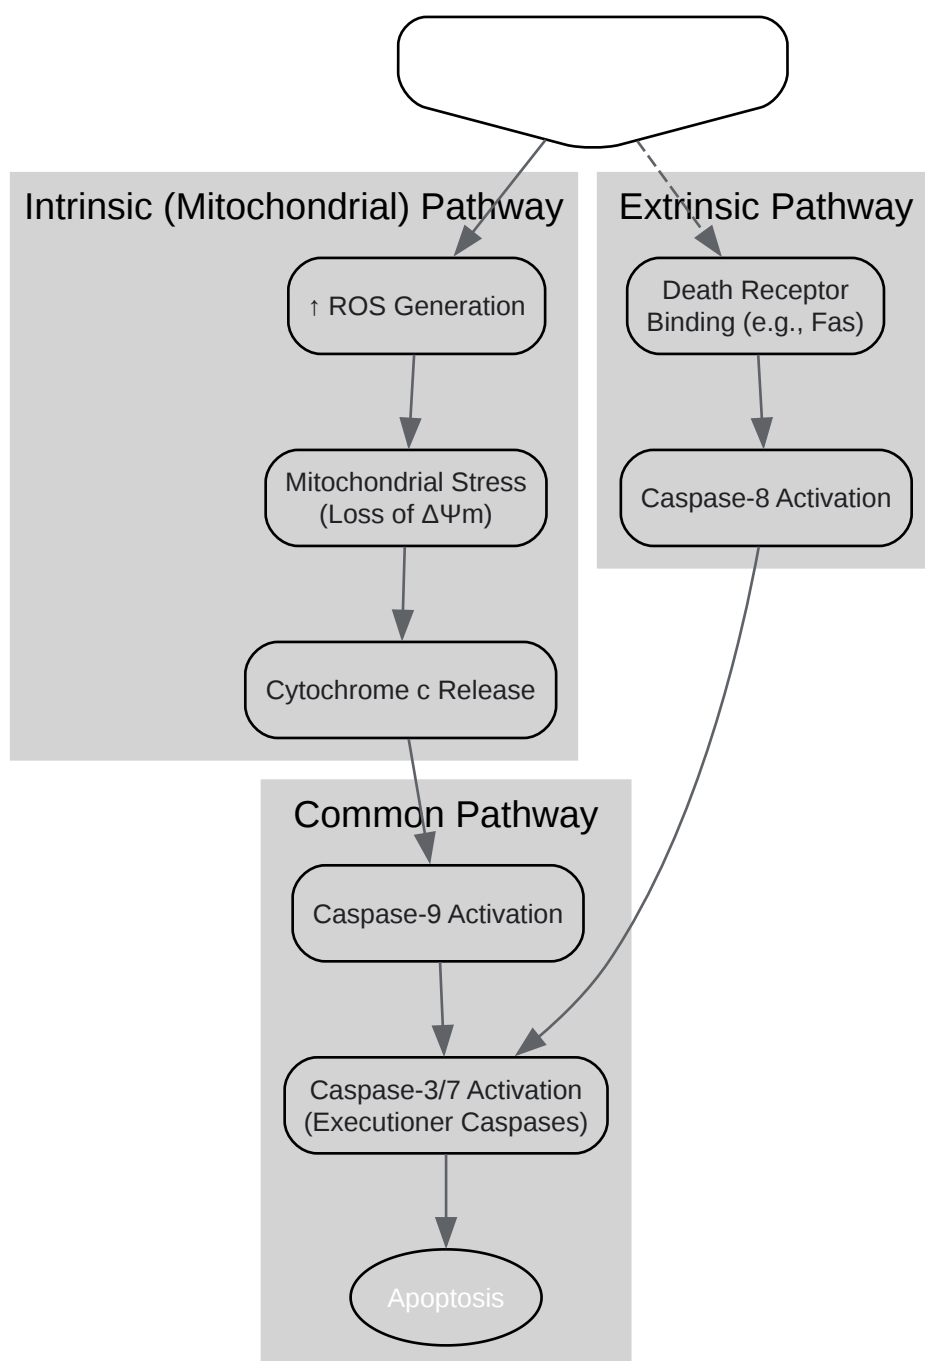 Intrinsic (Mitochondrial) Pathway
Extrinsic Pathway
↑ ROS Generation
Death Receptor
Binding (e.g., Fas)
Mitochondrial Stress
(Loss of ΔΨm)
Caspase-8 Activation
Cytochrome c Release
Common Pathway
Caspase-9 Activation
Caspase-3/7 Activation
(Executioner Caspases)
Apoptosis